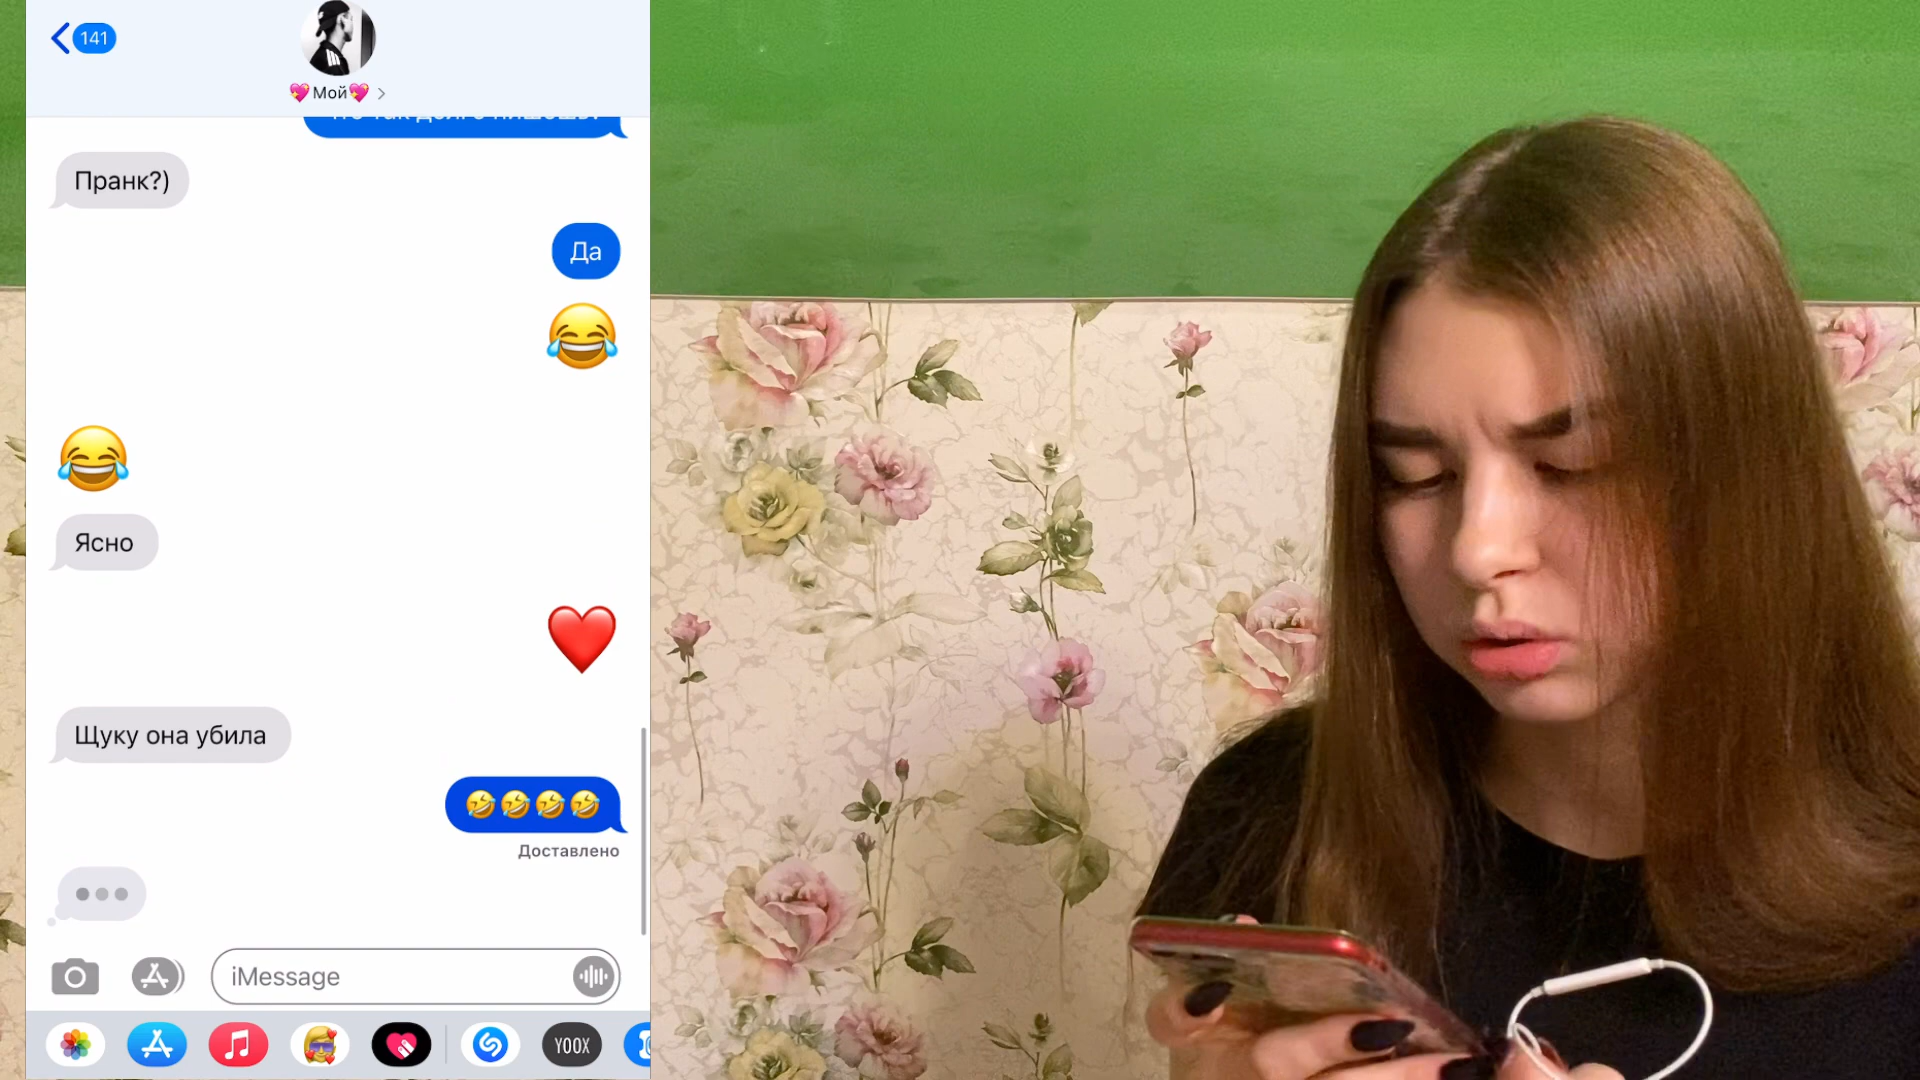 141
Мой
Пранк?)
Да
Ясно
Щуку она убила
Доставлено
iMessage
YOOX